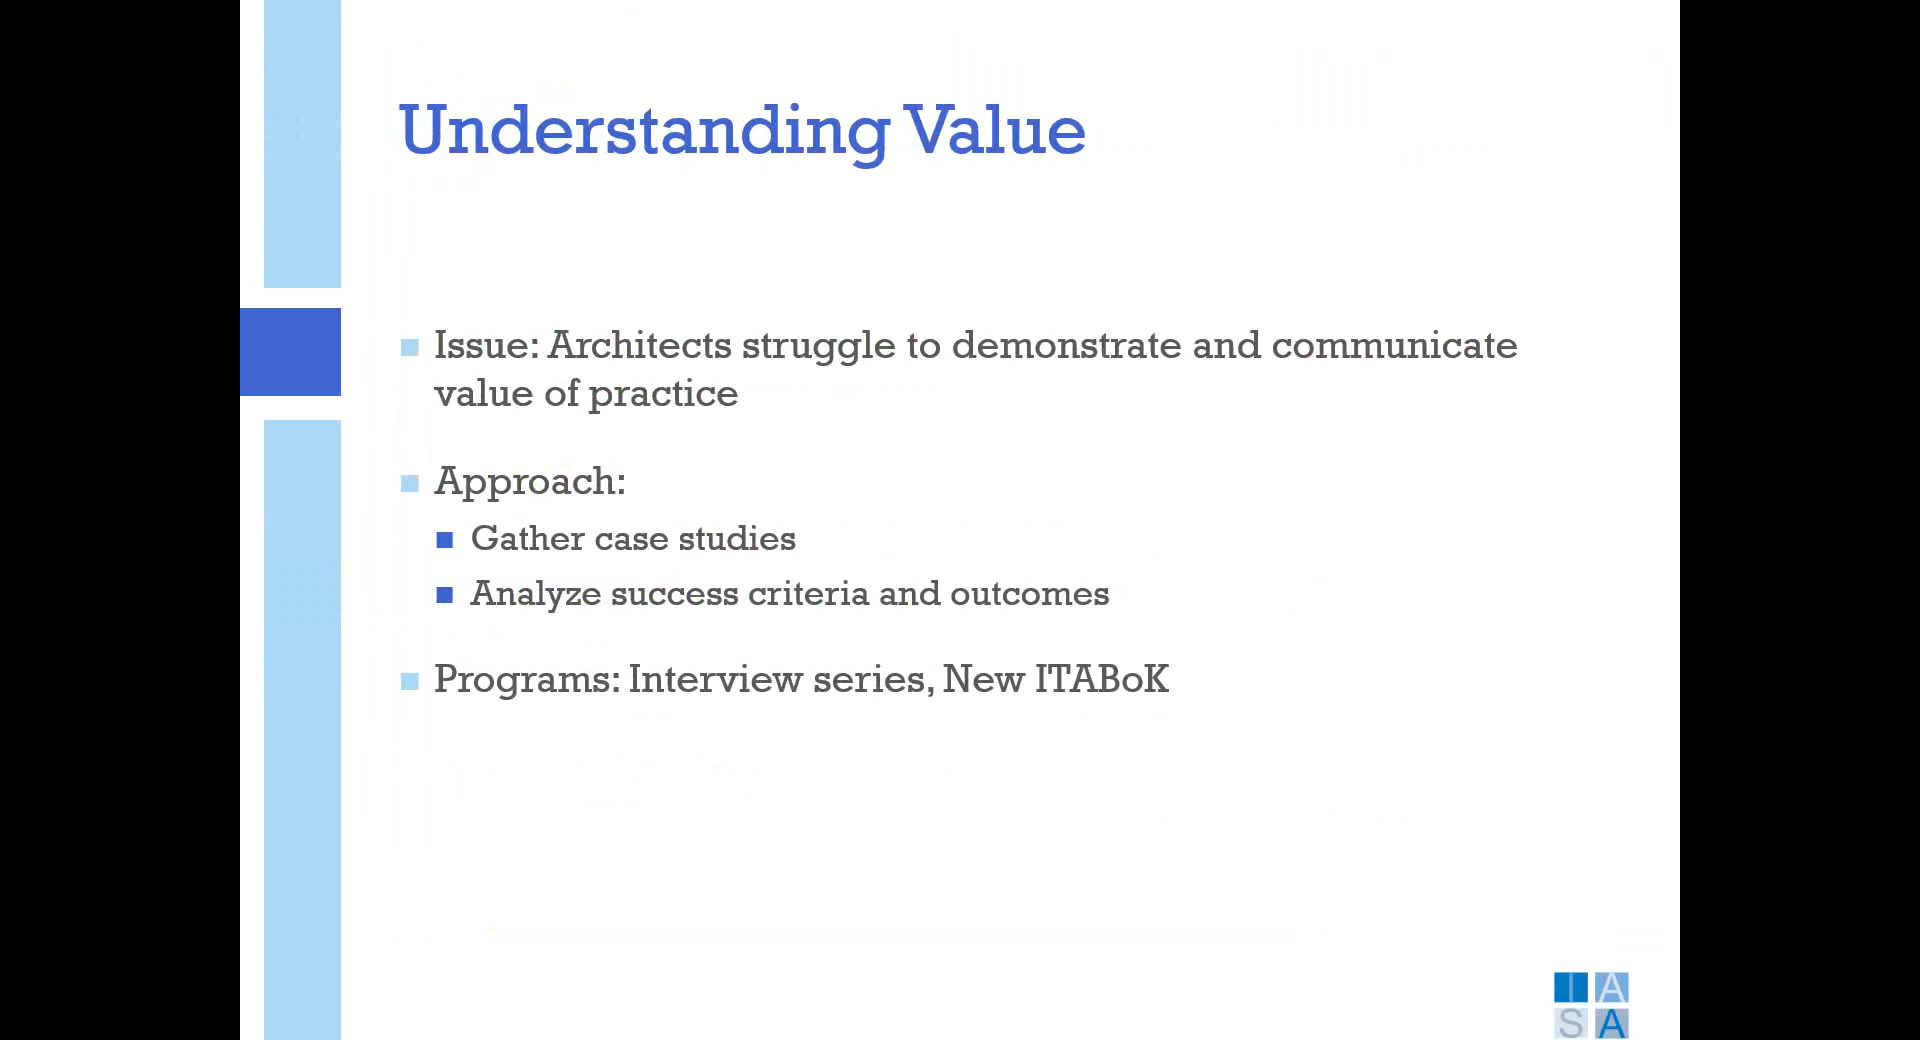 Understanding Value
Issue: Architects struggle to demonstrate and communicate
value of practice
Approach:
Gather case studies
Analyze success criteria and outcomes
Programs: Interview series, New ITABoK
I A
S A